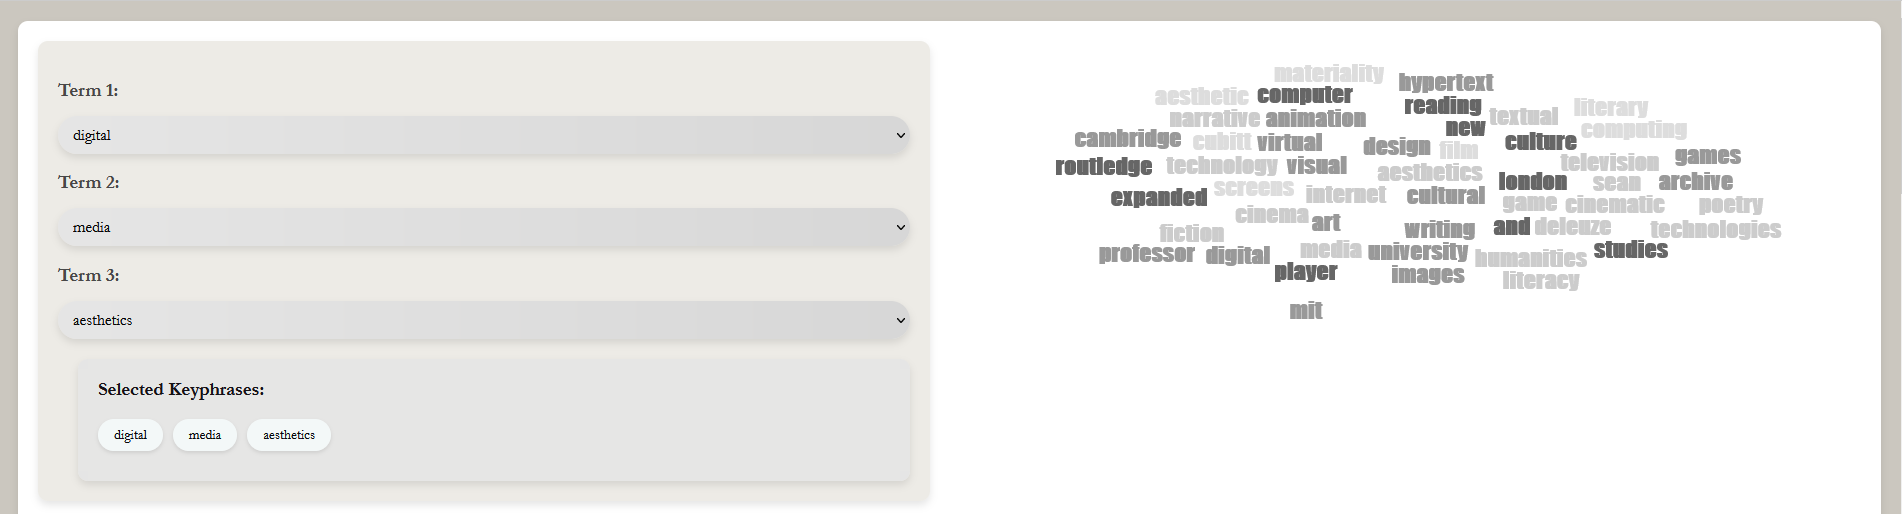 Term 1:
digital
Term 2:
media
Term 3:
aesthetics
Selected Keyphrases:
digital media aesthetics
materiality hypertext
aesthetic computer reading literary
narrative animation textual
new computing
cambridge cubitt virtual design film culture
routledge technology visual television games
aesthetics
expanded screens internet cultural london sean archive
game cinematic poetry
cinema art
fiction writing and deleuze technologies
professor digital media university humanities studies
player images literacy
mit